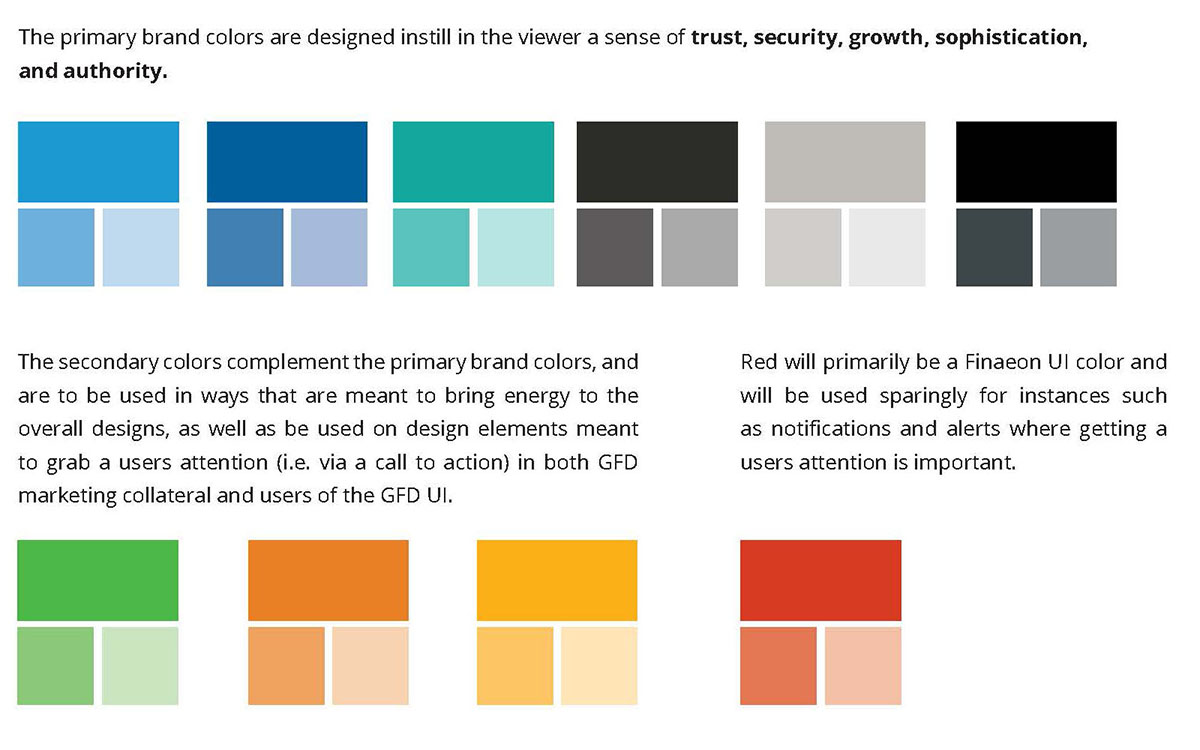 The primary brand colors are designed instill in the viewer a sense of trust, security, growth, sophistication,
and authority.
The secondary colors complement the primary brand colors, and
are to be used in ways that are meant to bring energy to the
overall designs, as well as be used on design elements meant
to grab a users attention (i.e. via a call to action) in both GFD
marketing collateral and users of the GFD UI.
Red will primarily be a Finaeon UI color and
will be used sparingly for instances such
as notifications and alerts where getting a
users attention is important.